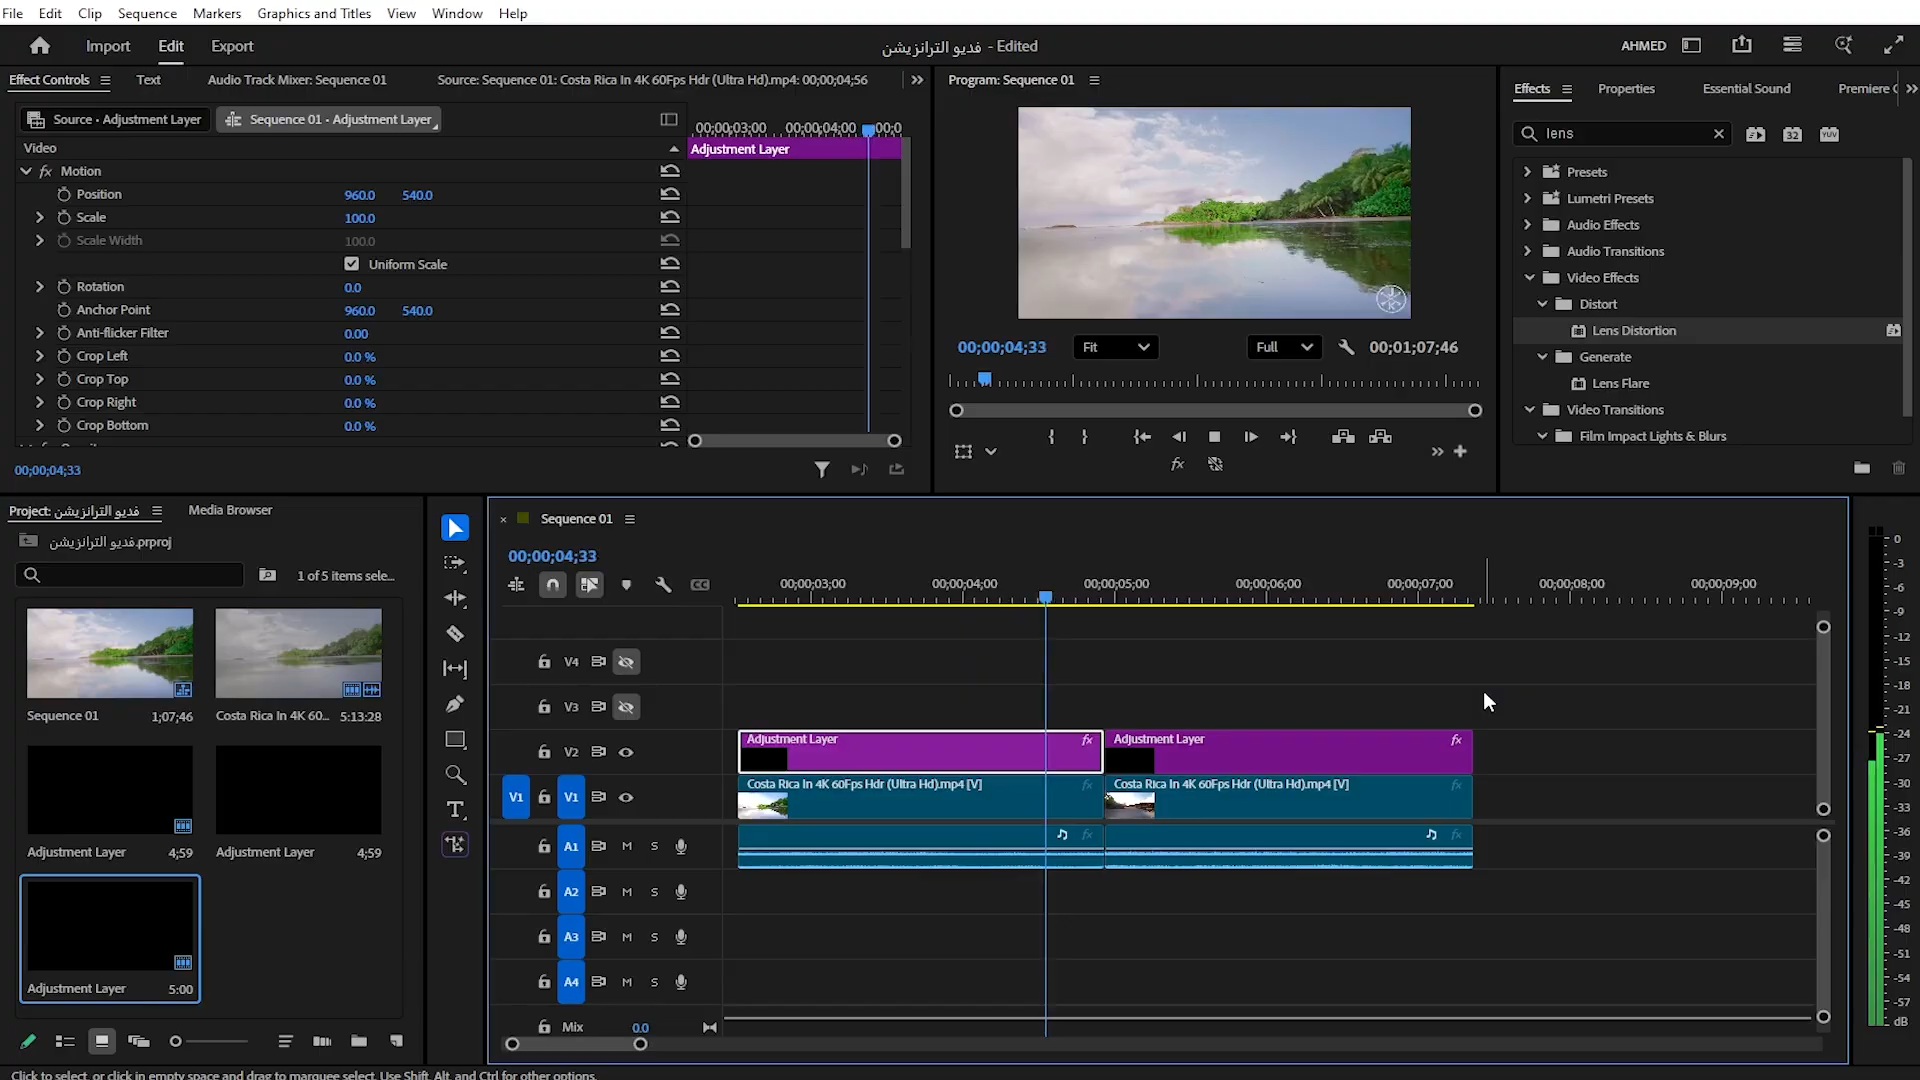 File Edit Clip Sequence Markers Graphics and Titles View Window Help
Import Edit Export
فديو الترانزيشن - Edited
AHMED
Effect Controls Text Audio Track Mixer: Sequence 01 Source: Sequence 01: Costa Rica In 4K 60Fps Hdr (Ultra Hd).mp4: 00;00;04;56
Source · Adjustment Layer Sequence 01 · Adjustment Layer
00;00;03;00 00;00;04;00 00;0
Video
Adjustment Layer
fx Motion
Position 960.0 540.0
Scale 100.0
Scale Width 100.0
Uniform Scale
Rotation 0.0
Anchor Point 960.0 540.0
Anti-flicker Filter 0.00
Crop Left 0.0 %
Crop Top 0.0 %
Crop Right 0.0 %
Crop Bottom 0.0 %
00;00;04;33
Program: Sequence 01
00;00;04;33 Fit Full 00;01;07;46
fx
Effects Properties Essential Sound Premiere C
lens
32 YUV
Presets
Lumetri Presets
Audio Effects
Audio Transitions
Video Effects
Distort
Lens Distortion
Generate
Lens Flare
Video Transitions
Film Impact Lights & Blurs
Project: فديو الترانزيشن Media Browser
فديو الترانزيشن.prproj
1 of 5 items sele...
Sequence 01 1;07;46
Costa Rica In 4K 60... 5:13:28
Adjustment Layer 4;59
Adjustment Layer 4;59
Adjustment Layer 5:00
Sequence 01
00;00;04;33
CC
00;00;03;00 00;00;04;00 00;00;05;00 00;00;06;00 00;00;07;00 00;00;08;00 00;00;09;00
V4
V3
V2
Adjustment Layer fx Adjustment Layer fx
V1 V1
Costa Rica In 4K 60Fps Hdr (Ultra Hd).mp4 [V] fx Costa Rica In 4K 60Fps Hdr (Ultra Hd).mp4 [V] fx
A1 M S fx fx
A2 M S
A3 M S
A4 M S
Mix 0.0
0
-3
-6
-9
-12
-15
-18
-21
-24
-27
-30
-33
-36
-39
-42
-45
-48
-51
-54
-57
dB
Click to select, or click in empty space and drag to marquee select. Use Shift, Alt, and Ctrl for other options.